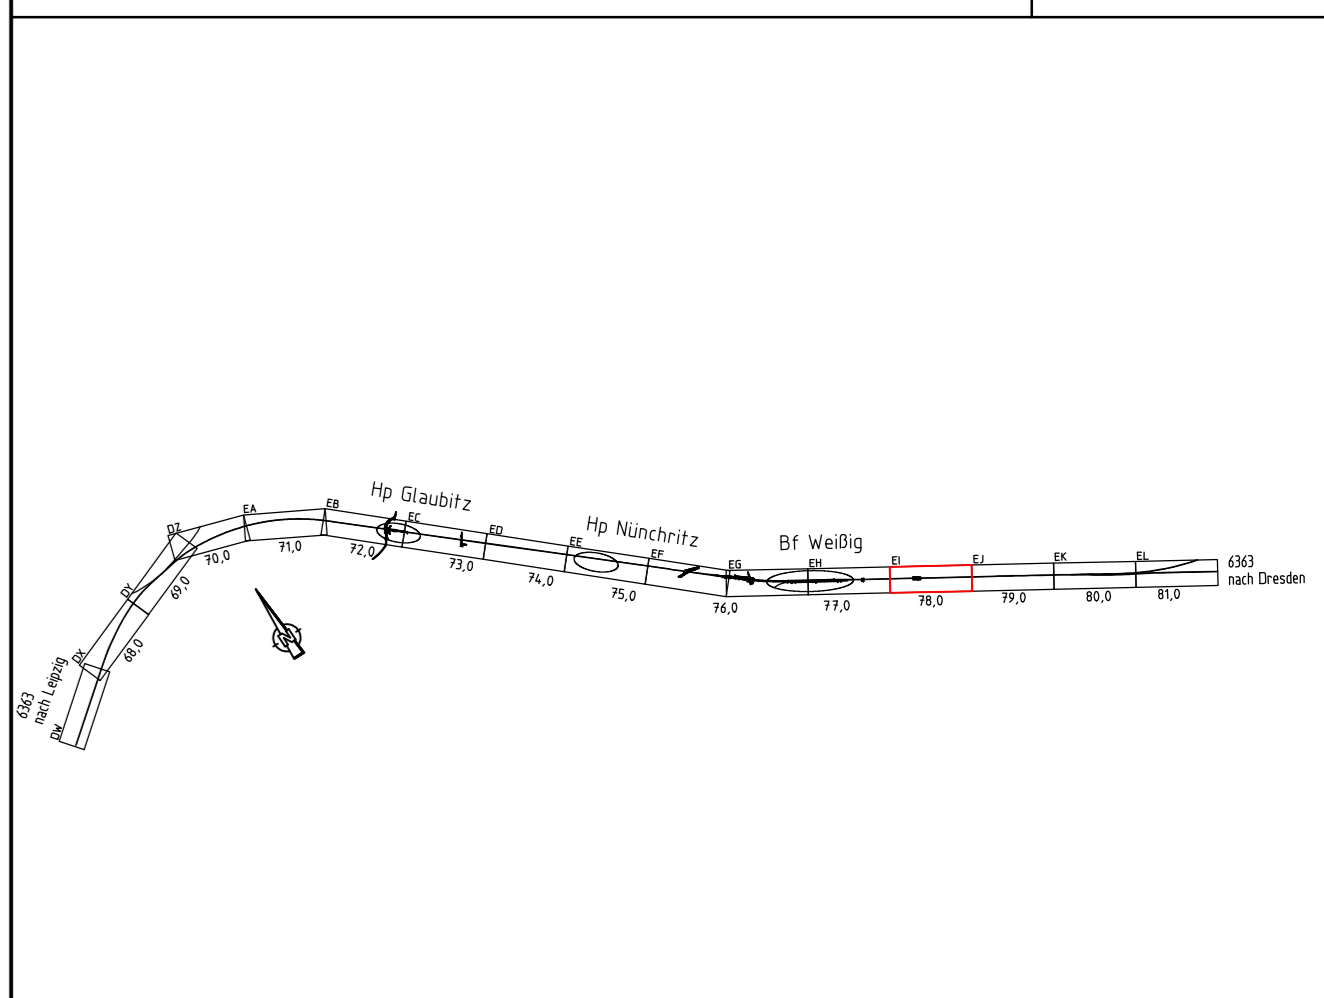 Hp Glaubitz
Hp Nünchritz
Bf Weißig
DZ
EA
EB
EC
ED
EE
EF
EG
EH
EI
EJ
EK
EL
6363
nach Dresden
70,0
71,0
72,0
73,0
74,0
75,0
76,0
77,0
78,0
79,0
80,0
81,0
DY
69,0
DX
68,0
N
6363
nach Leipzig
DW